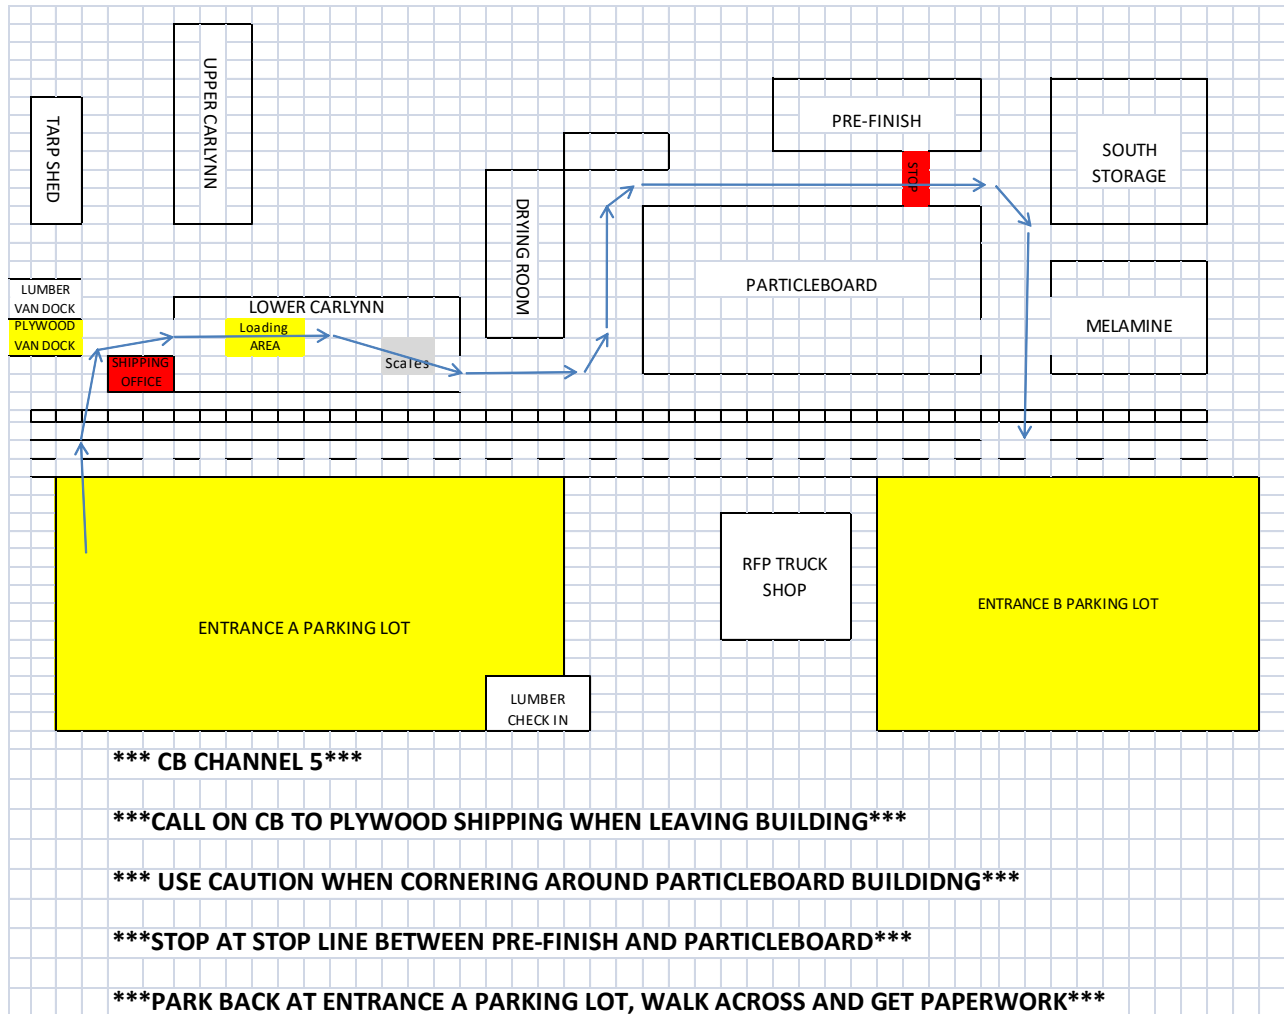 UPPER CARLYNN
TARP SHED
PRE-FINISH
SOUTH
STORAGE
STOP
DRYING ROOM
PARTICLEBOARD
LUMBER
VAN DOCK
PLYWOOD
VAN DOCK
LOWER CARLYNN
Loading
AREA
MELAMINE
SHIPPING
OFFICE
Scales
RFP TRUCK
SHOP
ENTRANCE A PARKING LOT
ENTRANCE B PARKING LOT
LUMBER
CHECK IN
*** CB CHANNEL 5***
***CALL ON CB TO PLYWOOD SHIPPING WHEN LEAVING BUILDING***
*** USE CAUTION WHEN CORNERING AROUND PARTICLEBOARD BUILDIDNG***
***STOP AT STOP LINE BETWEEN PRE-FINISH AND PARTICLEBOARD***
***PARK BACK AT ENTRANCE A PARKING LOT, WALK ACROSS AND GET PAPERWORK***